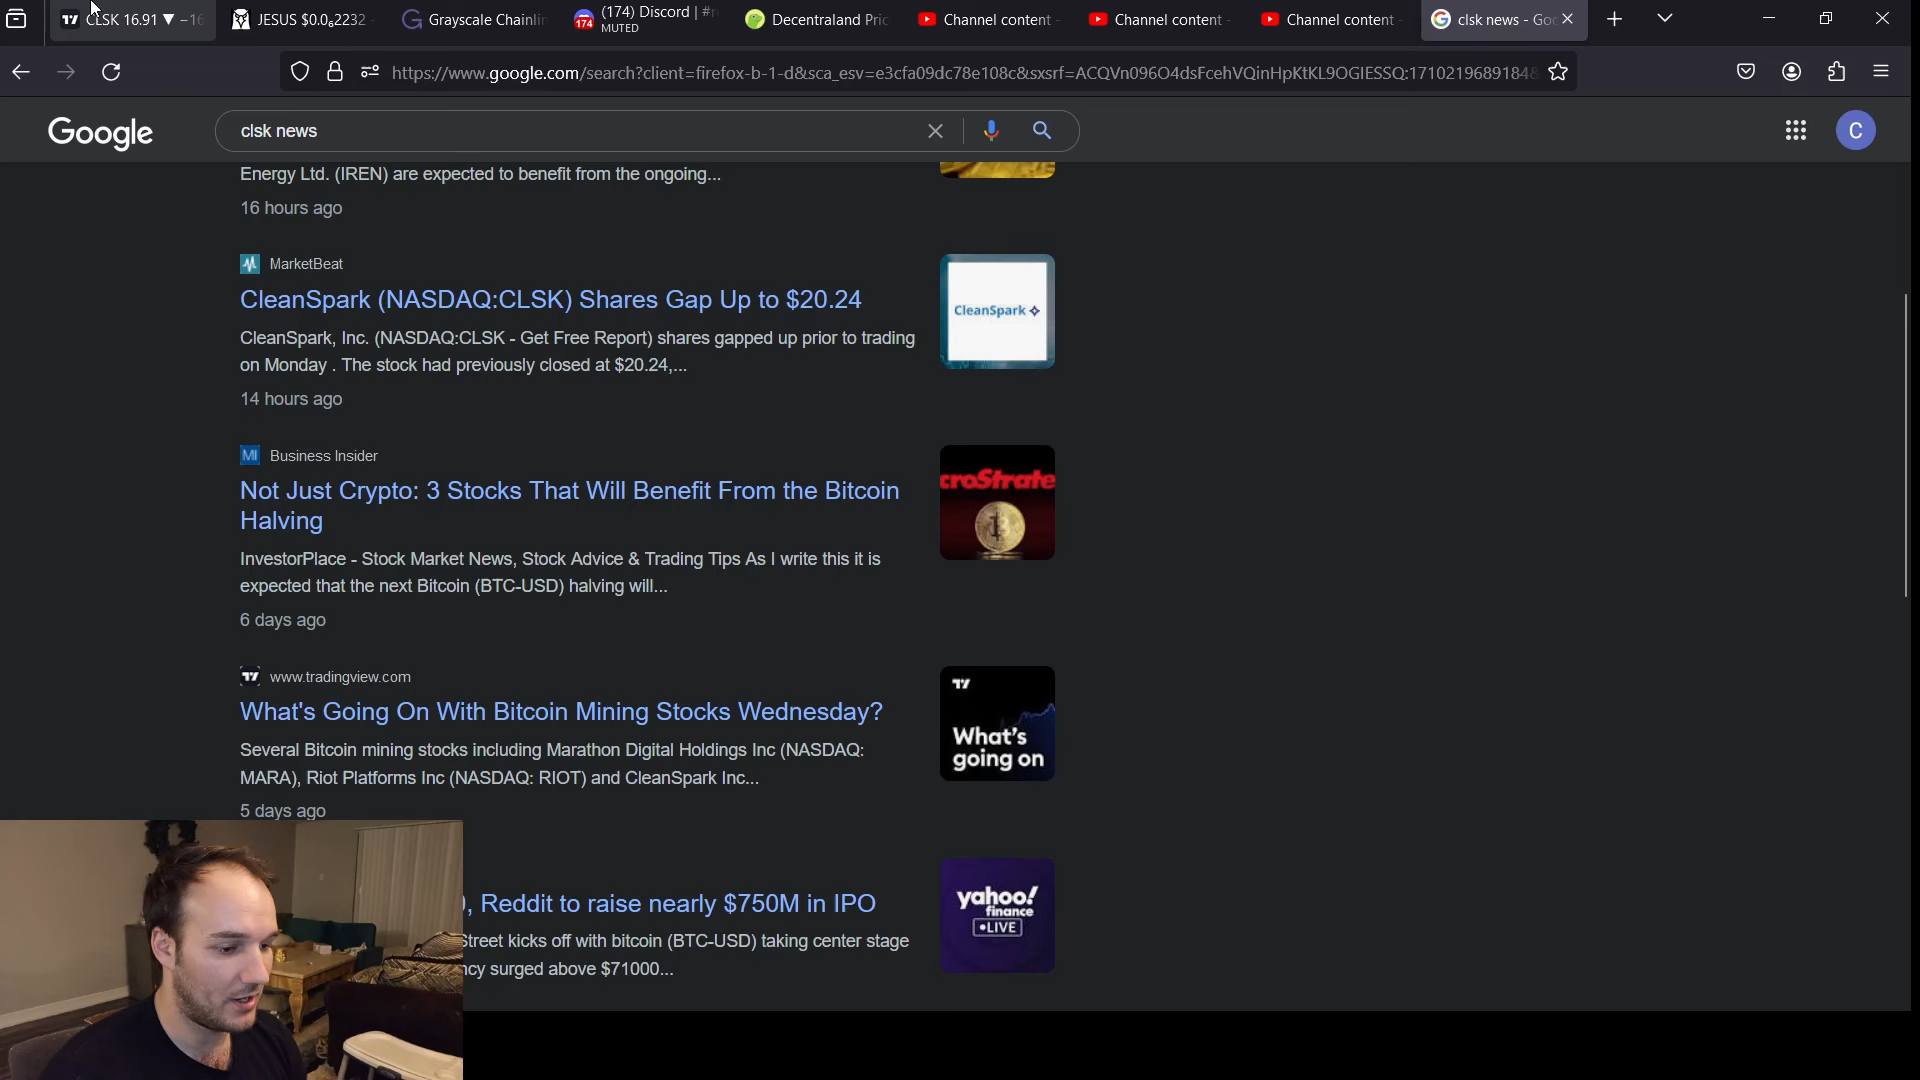 CLSK 16.91 ▼ −16
JESUS $0.0₆2232
Grayscale Chainlin
(174) Discord | #r
MUTED
Decentraland Pric
Channel content
Channel content
Channel content
clsk news - Goo
https://www.google.com/search?client=firefox-b-1-d&sca_esv=e3cfa09dc78e108c&sxsrf=ACQVn096O4dsFcehVQinHpKtKL9OGIESSQ:1710219689184
Google
clsk news
C
Energy Ltd. (IREN) are expected to benefit from the ongoing...
16 hours ago
MarketBeat
CleanSpark (NASDAQ:CLSK) Shares Gap Up to $20.24
CleanSpark, Inc. (NASDAQ:CLSK - Get Free Report) shares gapped up prior to trading
on Monday . The stock had previously closed at $20.24,...
14 hours ago
CleanSpark
Business Insider
Not Just Crypto: 3 Stocks That Will Benefit From the Bitcoin
Halving
InvestorPlace - Stock Market News, Stock Advice & Trading Tips As I write this it is
expected that the next Bitcoin (BTC-USD) halving will...
6 days ago
croStrate
www.tradingview.com
What's Going On With Bitcoin Mining Stocks Wednesday?
Several Bitcoin mining stocks including Marathon Digital Holdings Inc (NASDAQ:
MARA), Riot Platforms Inc (NASDAQ: RIOT) and CleanSpark Inc...
5 days ago
What's
going on
, Reddit to raise nearly $750M in IPO
Street kicks off with bitcoin (BTC-USD) taking center stage
ncy surged above $71000...
yahoo!
finance
LIVE